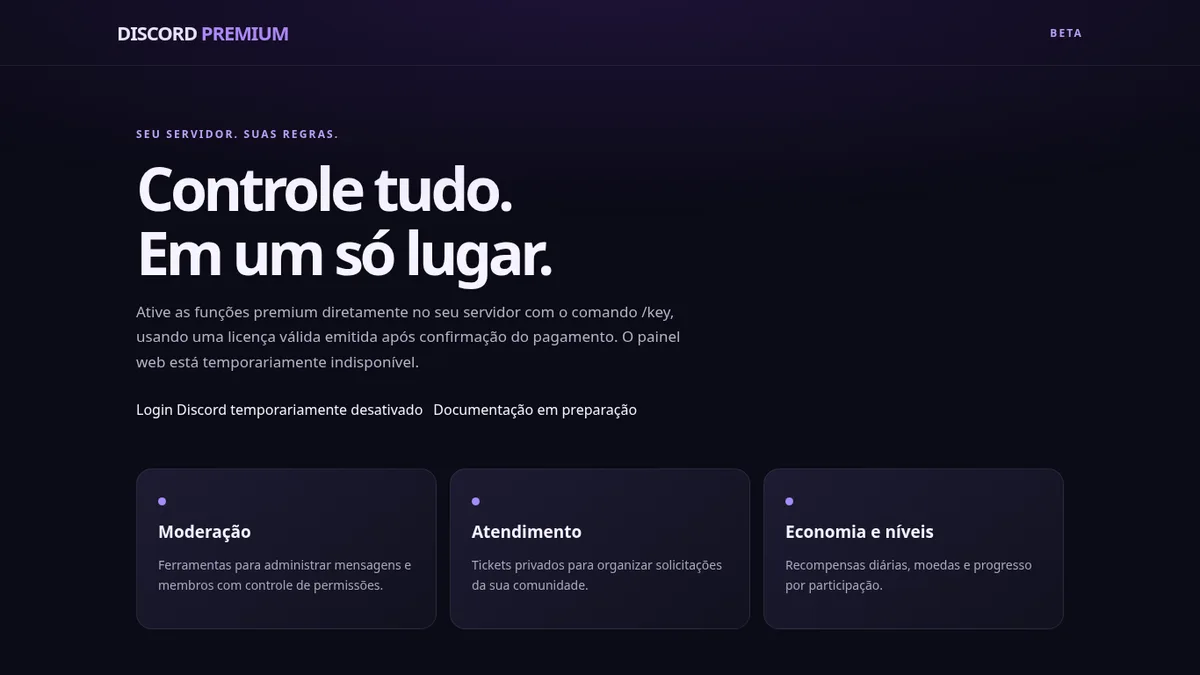 DISCORD PREMIUM
BETA
SEU SERVIDOR. SUAS REGRAS.
Controle tudo.
Em um só lugar.
Ative as funções premium diretamente no seu servidor com o comando /key,
usando uma licença válida emitida após confirmação do pagamento. O painel
web está temporariamente indisponível.
Login Discord temporariamente desativado Documentação em preparação
Moderação
Ferramentas para administrar mensagens e
membros com controle de permissões.
Atendimento
Tickets privados para organizar solicitações
da sua comunidade.
Economia e níveis
Recompensas diárias, moedas e progresso
por participação.